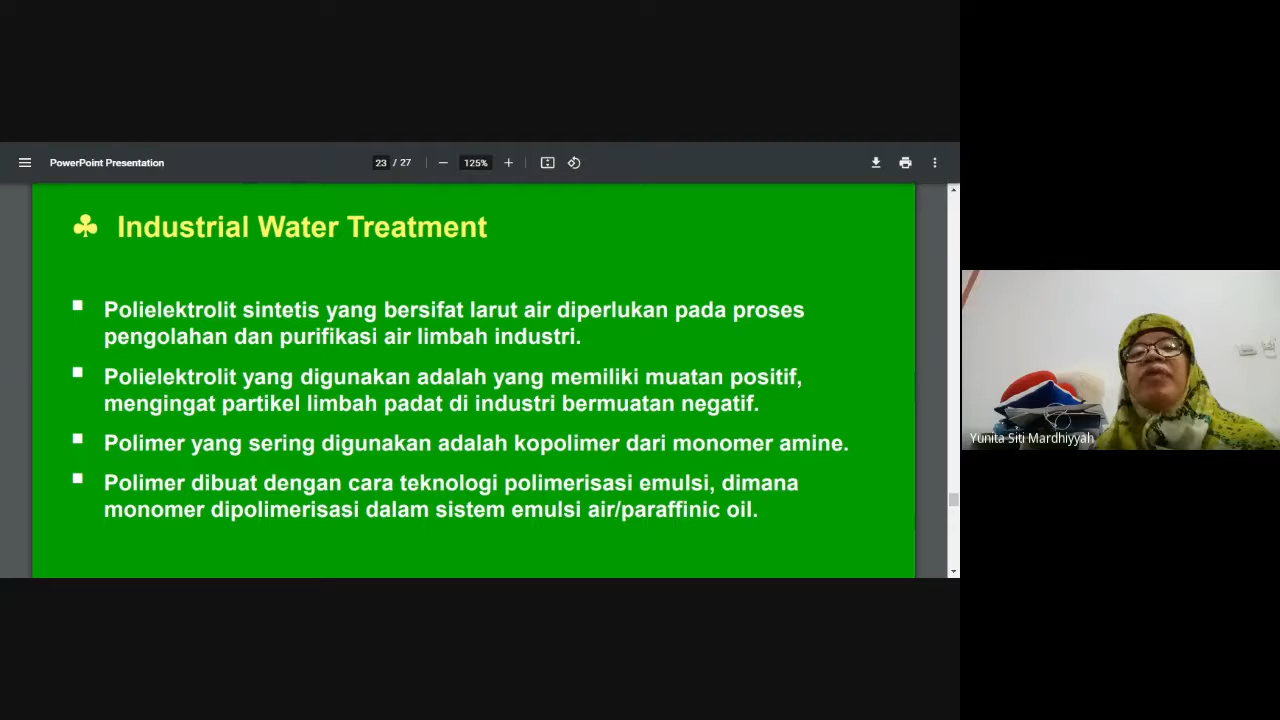 PowerPoint Presentation
23 / 27
125%
♣ Industrial Water Treatment
▪ Polielektrolit sintetis yang bersifat larut air diperlukan pada proses
pengolahan dan purifikasi air limbah industri.
▪ Polielektrolit yang digunakan adalah yang memiliki muatan positif,
mengingat partikel limbah padat di industri bermuatan negatif.
▪ Polimer yang sering digunakan adalah kopolimer dari monomer amine.
▪ Polimer dibuat dengan cara teknologi polimerisasi emulsi, dimana
monomer dipolimerisasi dalam sistem emulsi air/paraffinic oil.
Yunita Siti Mardhiyyah